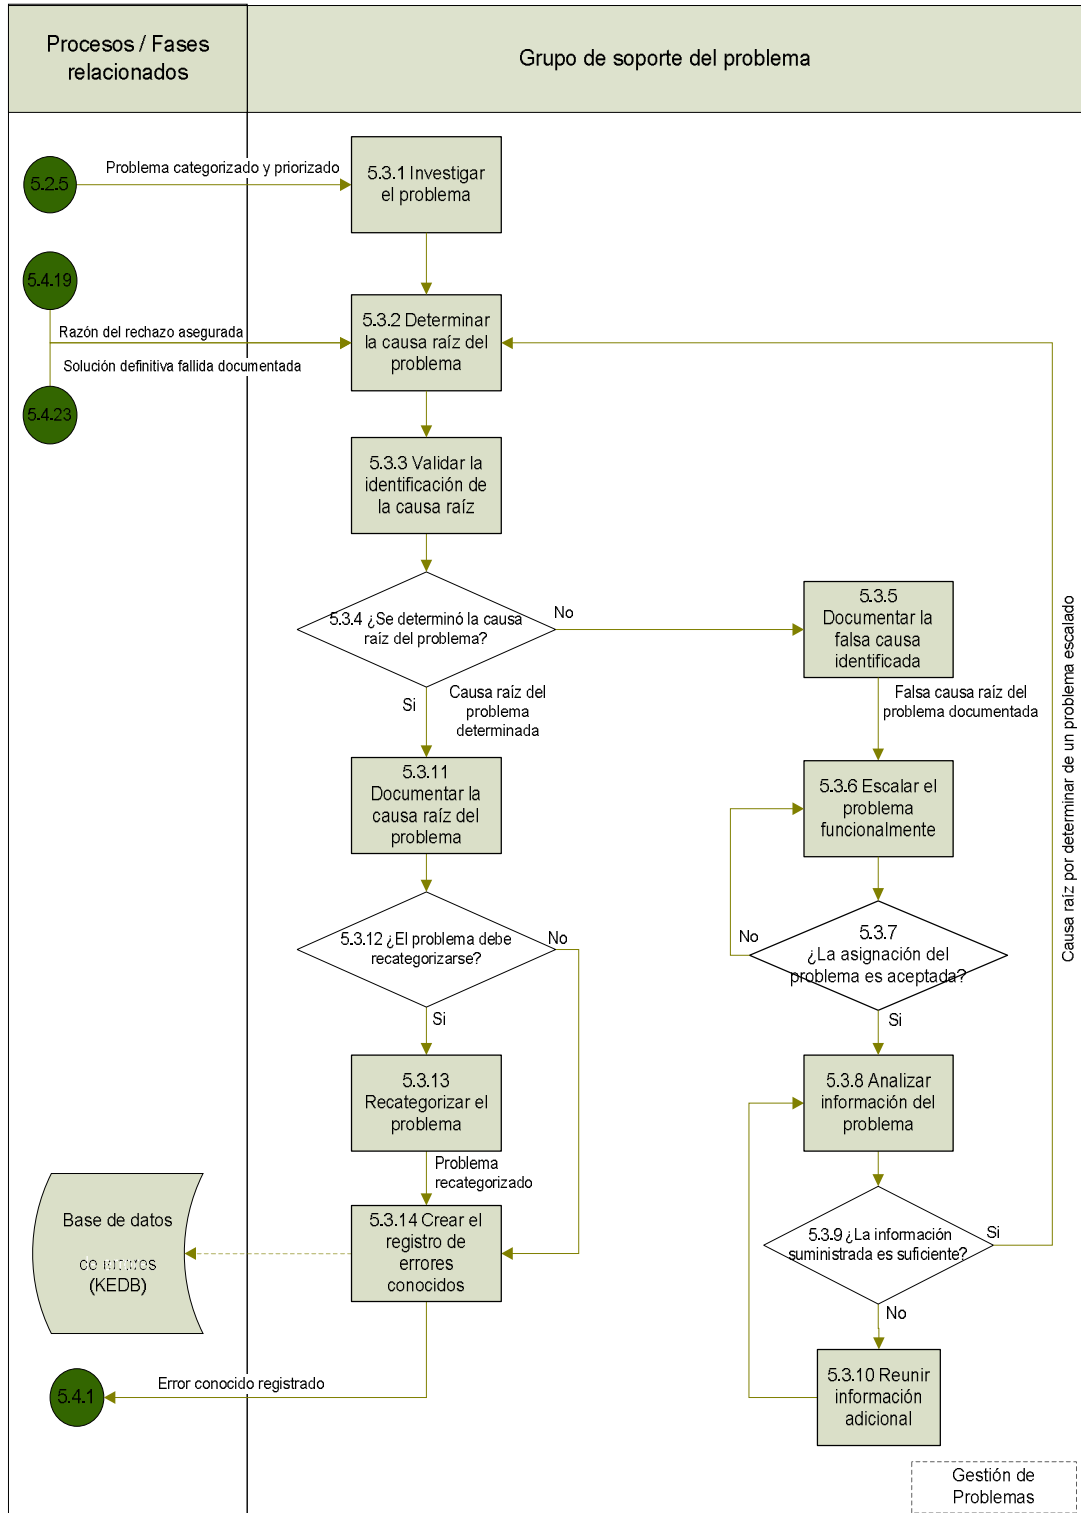 Procesos / Fases
relacionados
Grupo de soporte del problema
5.2.5
Problema categorizado y priorizado
5.3.1 Investigar
el problema
5.4.19
Razón del rechazo asegurada
Solución definitiva fallida documentada
5.4.23
5.3.2 Determinar
la causa raíz del
problema
5.3.3 Validar la
identificación de
la causa raíz
5.3.4 ¿Se determinó la causa
raíz del problema?
No
Si
Causa raíz del
problema
determinada
5.3.5
Documentar la
falsa causa
identificada
Falsa causa raíz del
problema documentada
5.3.11
Documentar la
causa raíz del
problema
5.3.6 Escalar el
problema
funcionalmente
5.3.12 ¿El problema debe
recategorizarse?
No
Si
5.3.7
¿La asignación del
problema es aceptada?
No
Si
Causa raíz por determinar de un problema escalado
5.3.13
Recategorizar el
problema
Problema
recategorizado
5.3.8 Analizar
información del
problema
5.3.14 Crear el
registro de
errores
conocidos
Base de datos
(KEDB)
5.3.9 ¿La información
suministrada es suficiente?
Si
No
5.4.1
Error conocido registrado
5.3.10 Reunir
información
adicional
Gestión de
Problemas